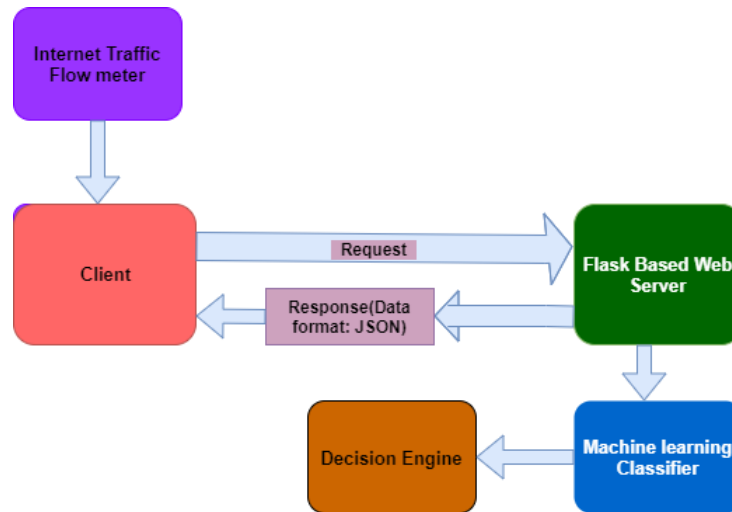 Internet Traffic
Flow meter
Client
Request
Flask Based Web
Server
Response(Data
format: JSON)
Decision Engine
Machine learning
Classifier